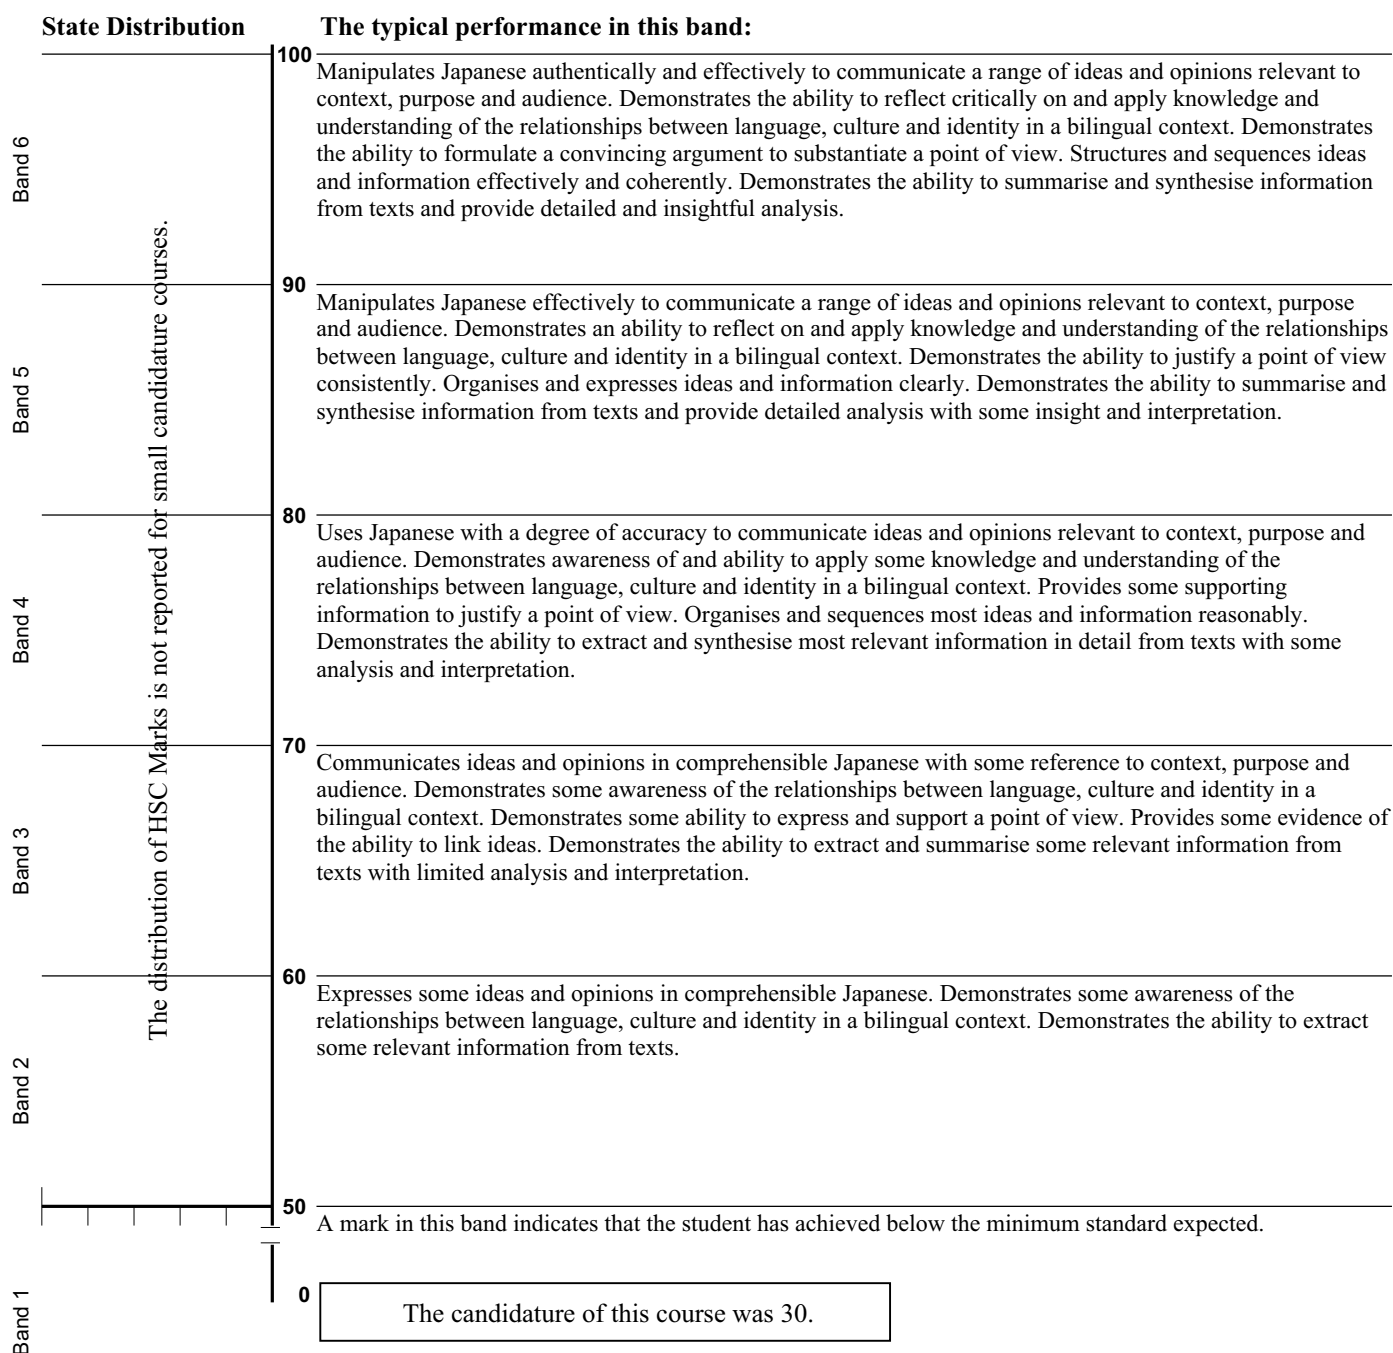 State Distribution
The typical performance in this band:
100
Manipulates Japanese authentically and effectively to communicate a range of ideas and opinions relevant to
context, purpose and audience. Demonstrates the ability to reflect critically on and apply knowledge and
understanding of the relationships between language, culture and identity in a bilingual context. Demonstrates
the ability to formulate a convincing argument to substantiate a point of view. Structures and sequences ideas
and information effectively and coherently. Demonstrates the ability to summarise and synthesise information
from texts and provide detailed and insightful analysis.
Band 6
90
Manipulates Japanese effectively to communicate a range of ideas and opinions relevant to context, purpose
and audience. Demonstrates an ability to reflect on and apply knowledge and understanding of the relationships
between language, culture and identity in a bilingual context. Demonstrates the ability to justify a point of view
consistently. Organises and expresses ideas and information clearly. Demonstrates the ability to summarise and
synthesise information from texts and provide detailed analysis with some insight and interpretation.
Band 5
The distribution of HSC Marks is not reported for small candidature courses.
80
Uses Japanese with a degree of accuracy to communicate ideas and opinions relevant to context, purpose and
audience. Demonstrates awareness of and ability to apply some knowledge and understanding of the
relationships between language, culture and identity in a bilingual context. Provides some supporting
information to justify a point of view. Organises and sequences most ideas and information reasonably.
Demonstrates the ability to extract and synthesise most relevant information in detail from texts with some
analysis and interpretation.
Band 4
70
Communicates ideas and opinions in comprehensible Japanese with some reference to context, purpose and
audience. Demonstrates some awareness of the relationships between language, culture and identity in a
bilingual context. Demonstrates some ability to express and support a point of view. Provides some evidence of
the ability to link ideas. Demonstrates the ability to extract and summarise some relevant information from
texts with limited analysis and interpretation.
Band 3
60
Expresses some ideas and opinions in comprehensible Japanese. Demonstrates some awareness of the
relationships between language, culture and identity in a bilingual context. Demonstrates the ability to extract
some relevant information from texts.
Band 2
50
A mark in this band indicates that the student has achieved below the minimum standard expected.
0
Band 1
The candidature of this course was 30.